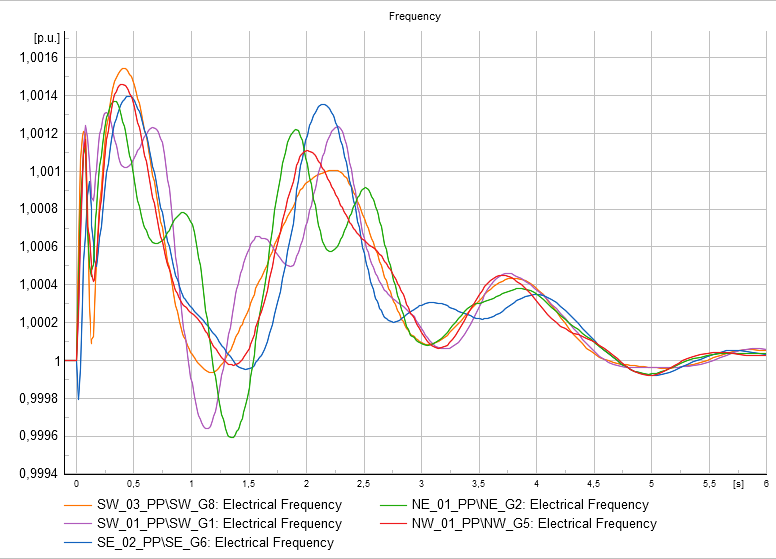 Frequency
[p.u.]
1,0016
1,0014
1,0012
1,001
1,0008
1,0006
1,0004
1,0002
1
0,9998
0,9996
0,9994
0 0,5 1 1,5 2 2,5 3 3,5 4 4,5 5 5,5 [s] 6
SW_03_PP\SW_G8: Electrical Frequency NE_01_PP\NE_G2: Electrical Frequency
SW_01_PP\SW_G1: Electrical Frequency NW_01_PP\NW_G5: Electrical Frequency
SE_02_PP\SE_G6: Electrical Frequency